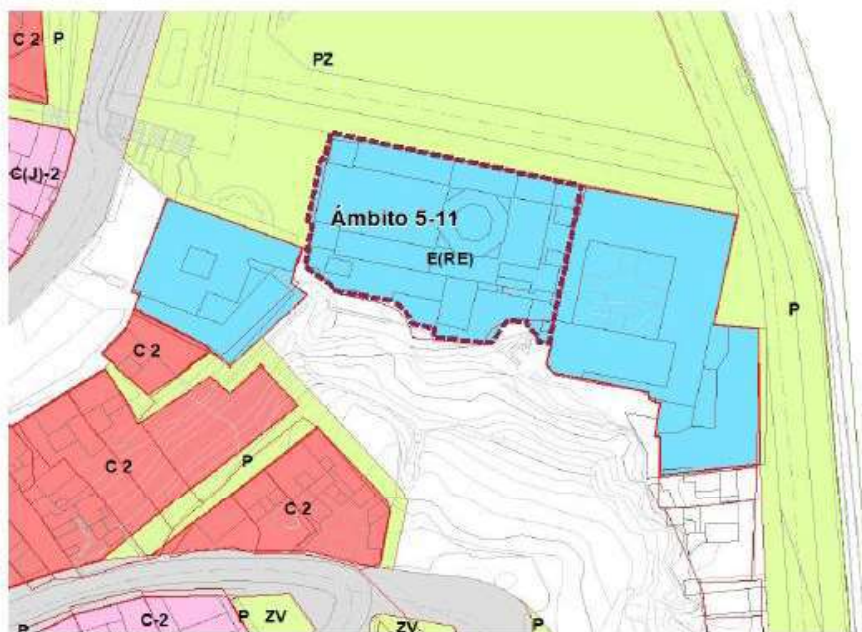 C 2 P
PZ
C(J)-2
Ámbito 5-11
E(RE)
P
C 2
C 2
P
C 2
P C-2 P ZV ZV P